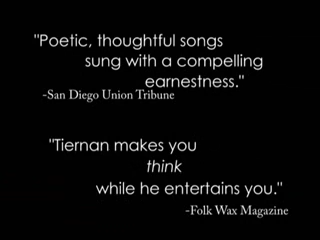 "Poetic, thoughtful songs
sung with a compelling
earnestness."
-San Diego Union Tribune
"Tiernan makes you
think
while he entertains you."
-Folk Wax Magazine